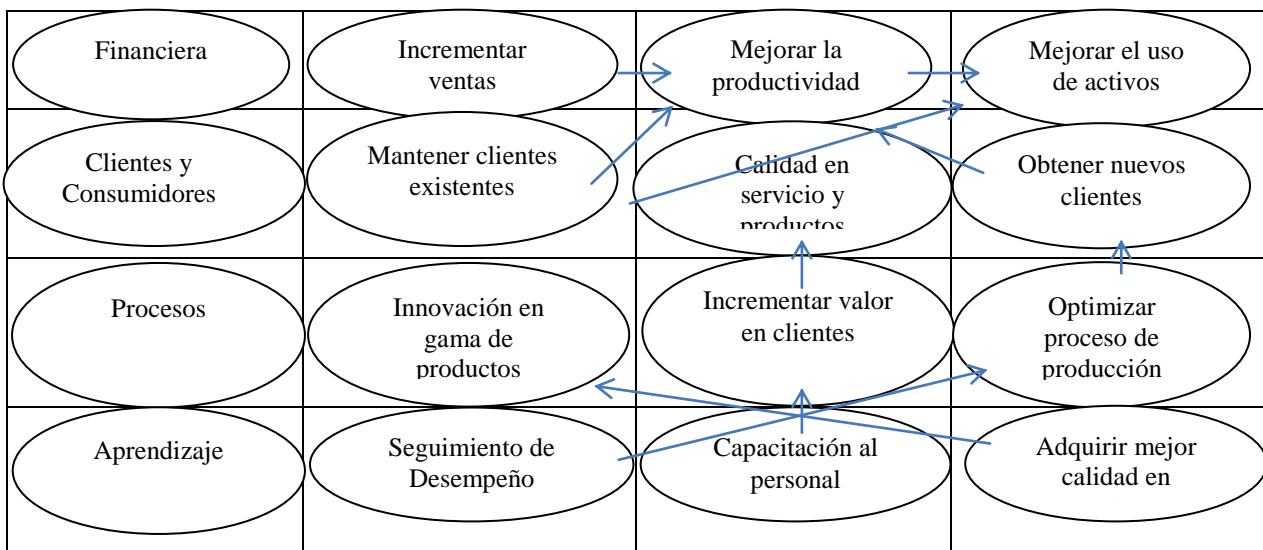 Financiera
Incrementar
ventas
Mejorar la
productividad
Mejorar el uso
de activos
Clientes y
Consumidores
Mantener clientes
existentes
Calidad en
servicio y
productos
Obtener nuevos
clientes
Procesos
Innovación en
gama de
productos
Incrementar valor
en clientes
Optimizar
proceso de
producción
Aprendizaje
Seguimiento de
Desempeño
Capacitación al
personal
Adquirir mejor
calidad en